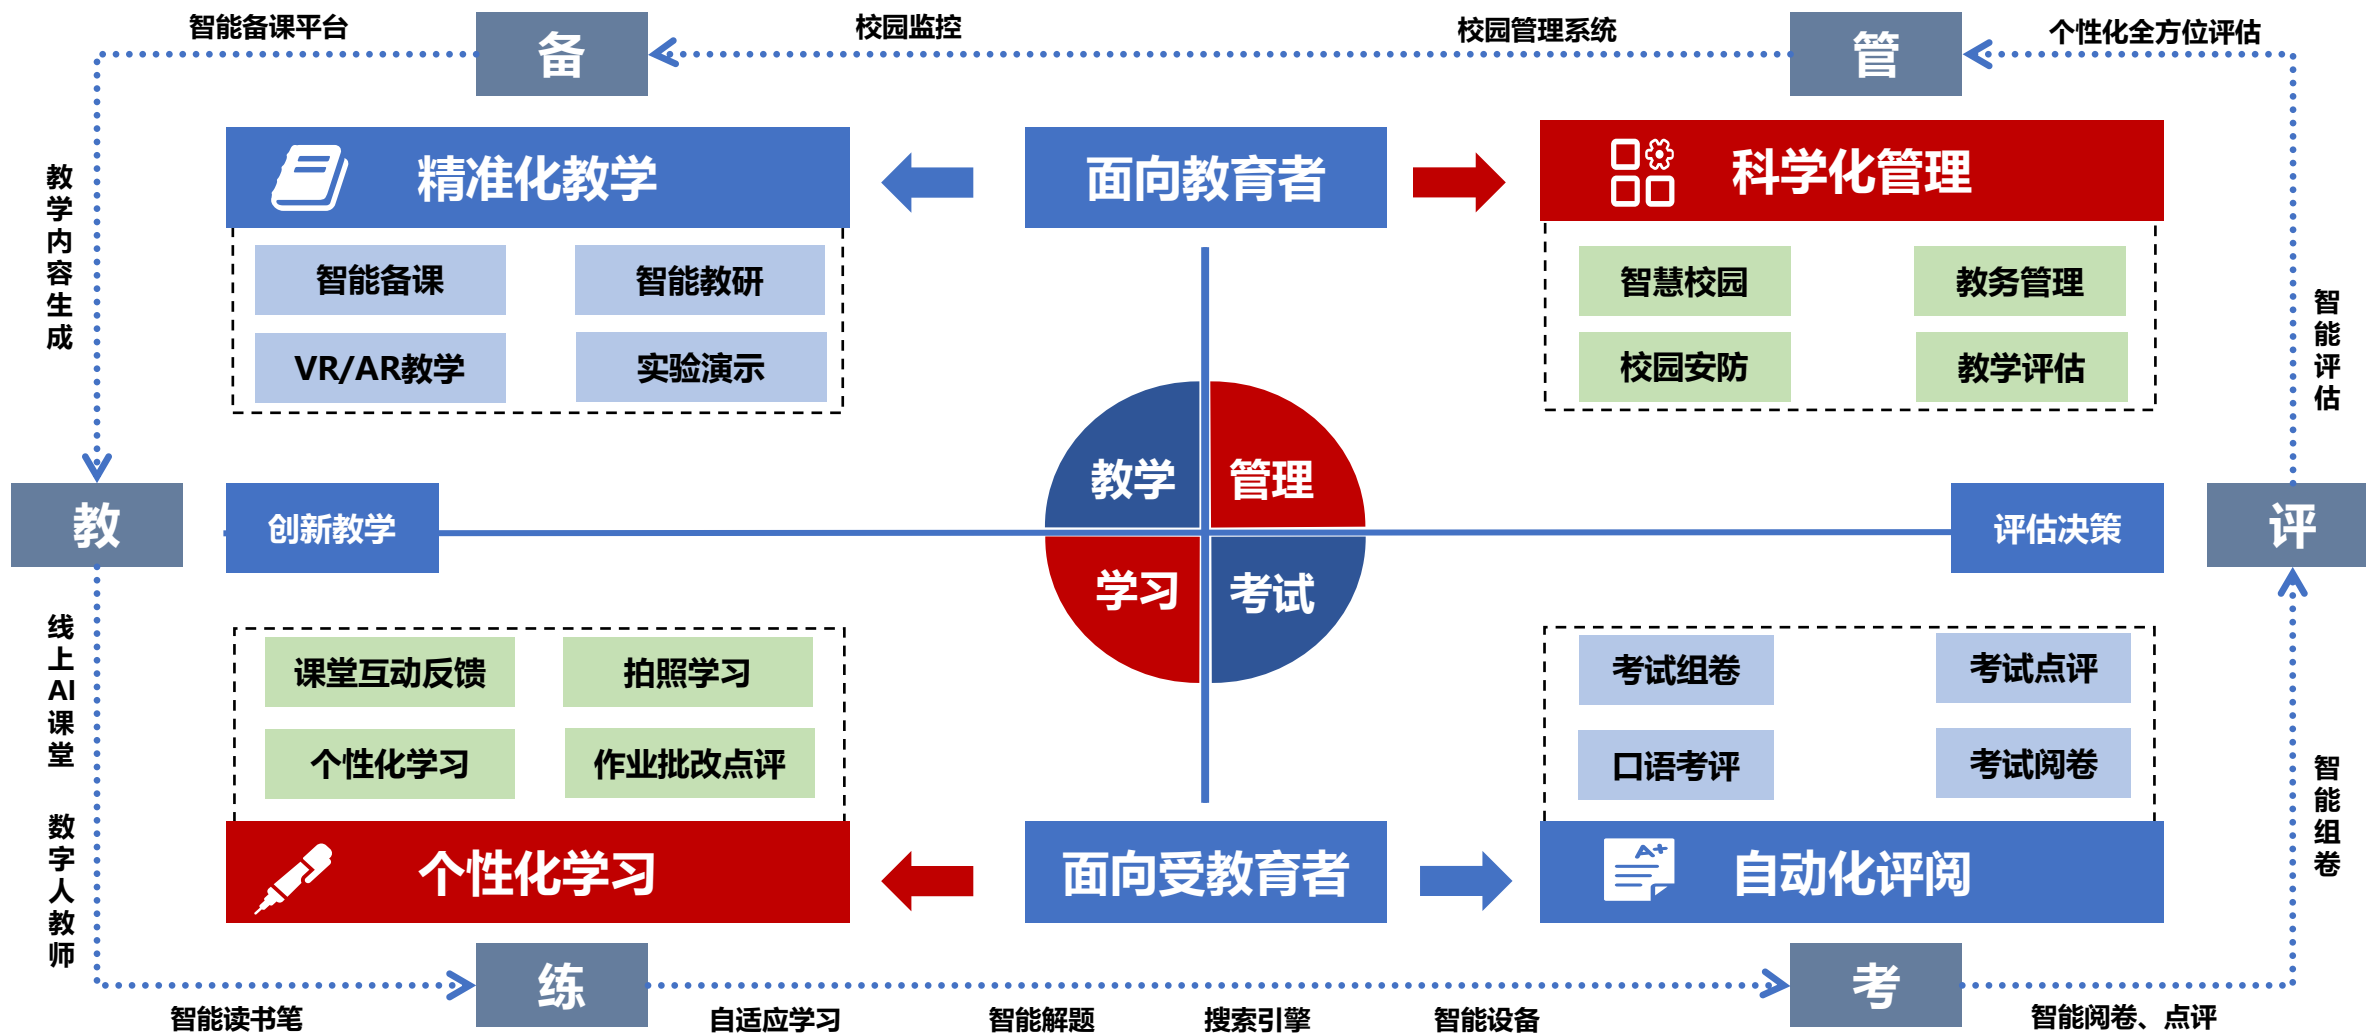 智能备课平台
备
校园监控
校园管理系统
管
个性化全方位评估
教学内容生成
精准化教学
面向教育者
科学化管理
智能备课
智能教研
VR/AR教学
实验演示
智慧校园
教务管理
校园安防
教学评估
智能评估
教学
管理
学习
考试
教
创新教学
评估决策
评
线上AI课堂
数字人教师
课堂互动反馈
拍照学习
个性化学习
作业批改点评
考试组卷
考试点评
口语考评
考试阅卷
智能组卷
个性化学习
面向受教育者
A+
自动化评阅
练
考
智能读书笔
自适应学习
智能解题
搜索引擎
智能设备
智能阅卷、点评